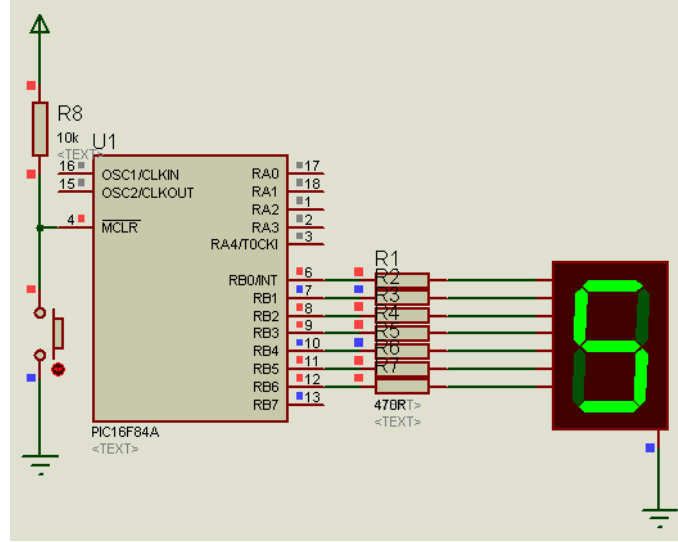 R8
10k
<TEXT>
U1
16
OSC1/CLKIN
15
OSC2/CLKOUT
4
MCLR
RA0
17
RA1
18
RA2
1
RA3
2
RA4/T0CKI
3
RB0/INT
6
RB1
7
RB2
8
RB3
9
RB4
10
RB5
11
RB6
12
RB7
13
PIC16F84A
<TEXT>
R1
R2
R3
R4
R5
R6
R7
470R
<TEXT>
5